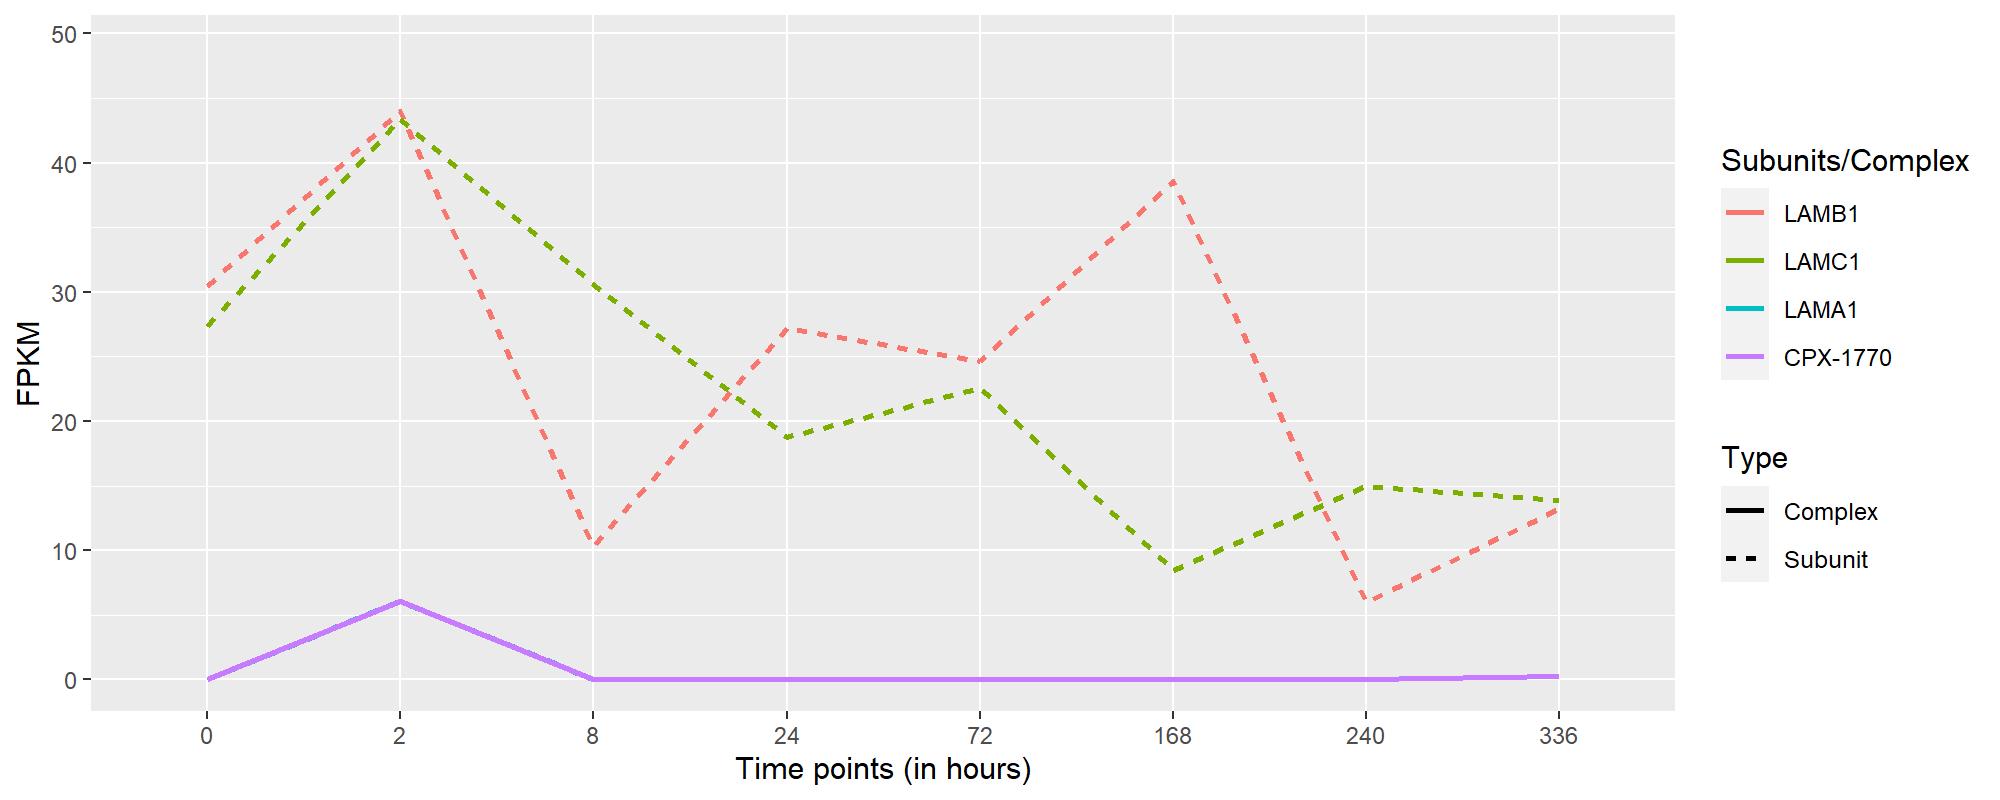 50
40
30
20
10
0
FPKM
0 2 8 24 72 168 240 336
Time points (in hours)
Subunits/Complex
LAMB1
LAMC1
LAMA1
CPX-1770
Type
Complex
Subunit